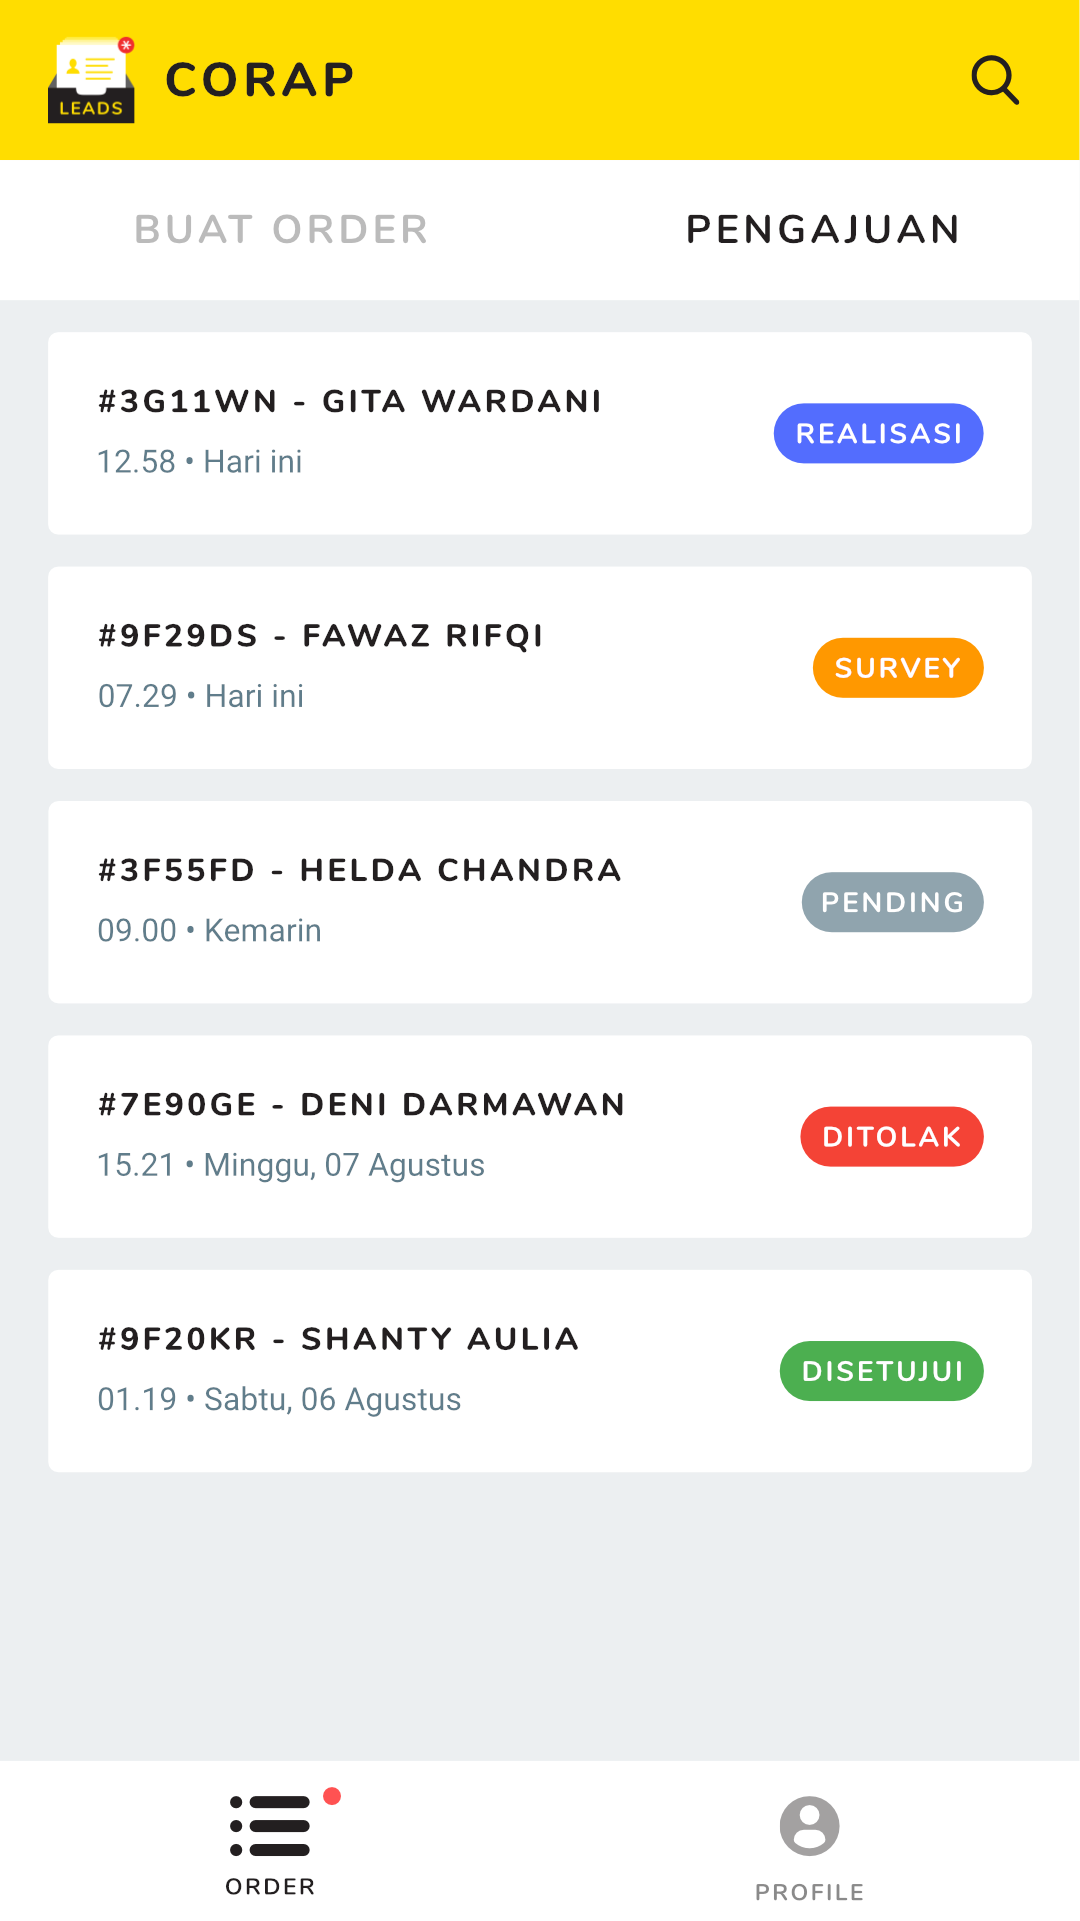 LEADS
CORAP
BUAT ORDER
PENGAJUAN
#3G11WN - GITA WARDANI
12.58 • Hari ini
REALISASI
#9F29DS - FAWAZ RIFQI
07.29 • Hari ini
SURVEY
#3F55FD - HELDA CHANDRA
09.00 • Kemarin
PENDING
#7E90GE - DENI DARMAWAN
15.21 • Minggu, 07 Agustus
DITOLAK
#9F20KR - SHANTY AULIA
01.19 • Sabtu, 06 Agustus
DISETUJUI
ORDER
PROFILE